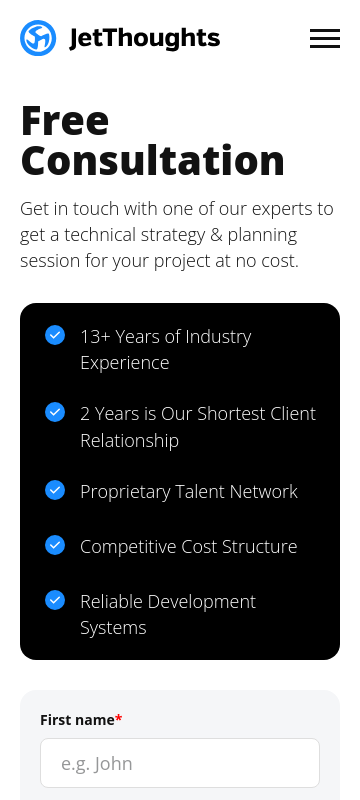 JetThoughts
Free
Consultation
Get in touch with one of our experts to
get a technical strategy & planning
session for your project at no cost.
13+ Years of Industry
Experience
2 Years is Our Shortest Client
Relationship
Proprietary Talent Network
Competitive Cost Structure
Reliable Development
Systems
First name*
e.g. John